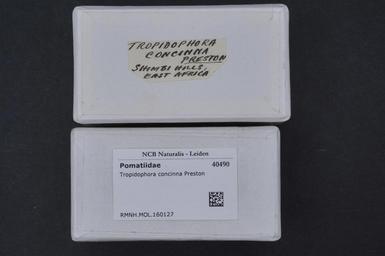 TROPIDOPHORA
CONCINNA
PRESTON
SHIMBI HILLS,
EAST AFRICA
NCB Naturalis - Leiden
Pomatiidae 40490
Tropidophora concinna Preston
RMNH.MOL.160127